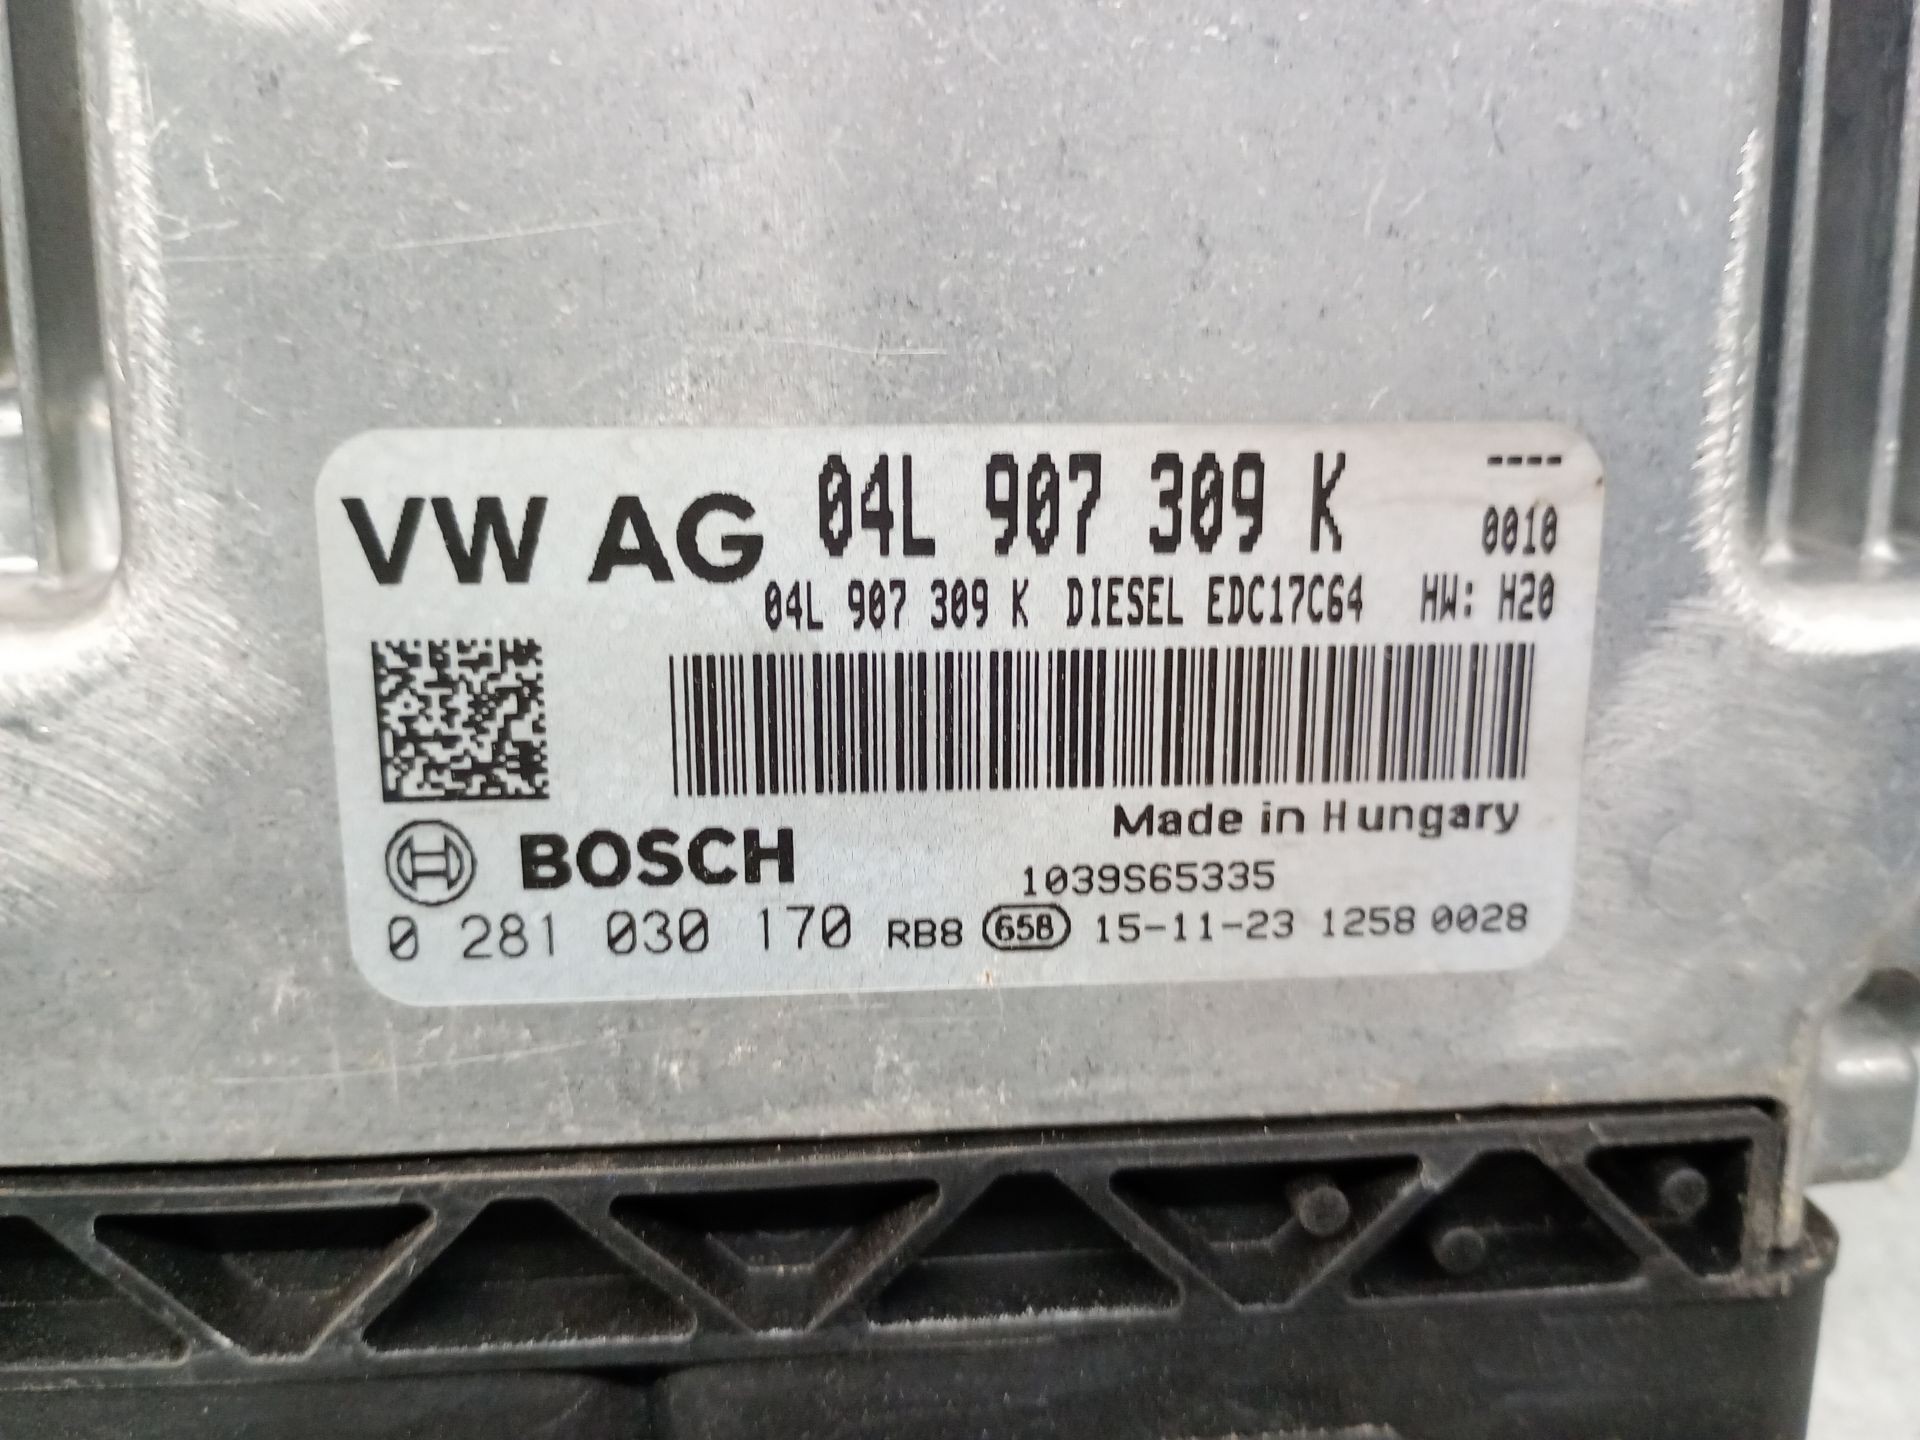 VW AG 04L 907 309 K ----
0010
04L 907 309 K DIESEL EDC17C64 HW: H20
Made in Hungary
BOSCH 1039S65335
0 281 030 170 RB8 658 15-11-23 1258 0028